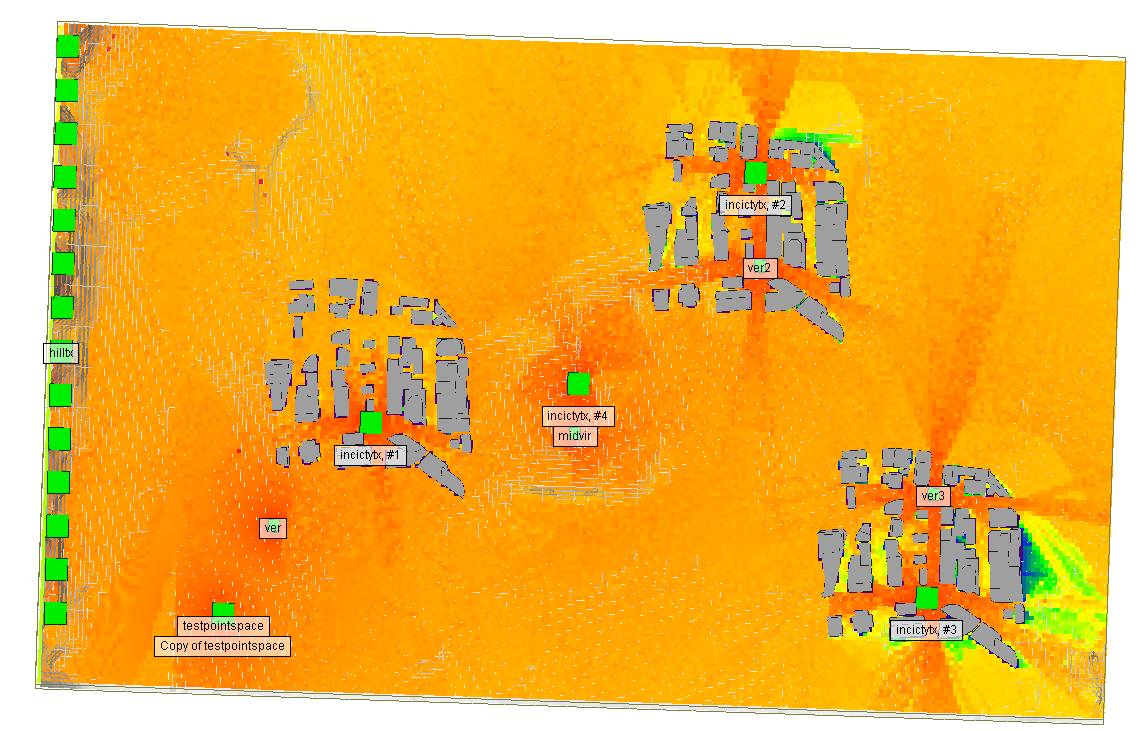 incictytx, #2
ver2
hilltx
incictytx, #4
midvir
incictytx, #1
ver3
ver
testpointspace
Copy of testpointspace
incictytx, #3